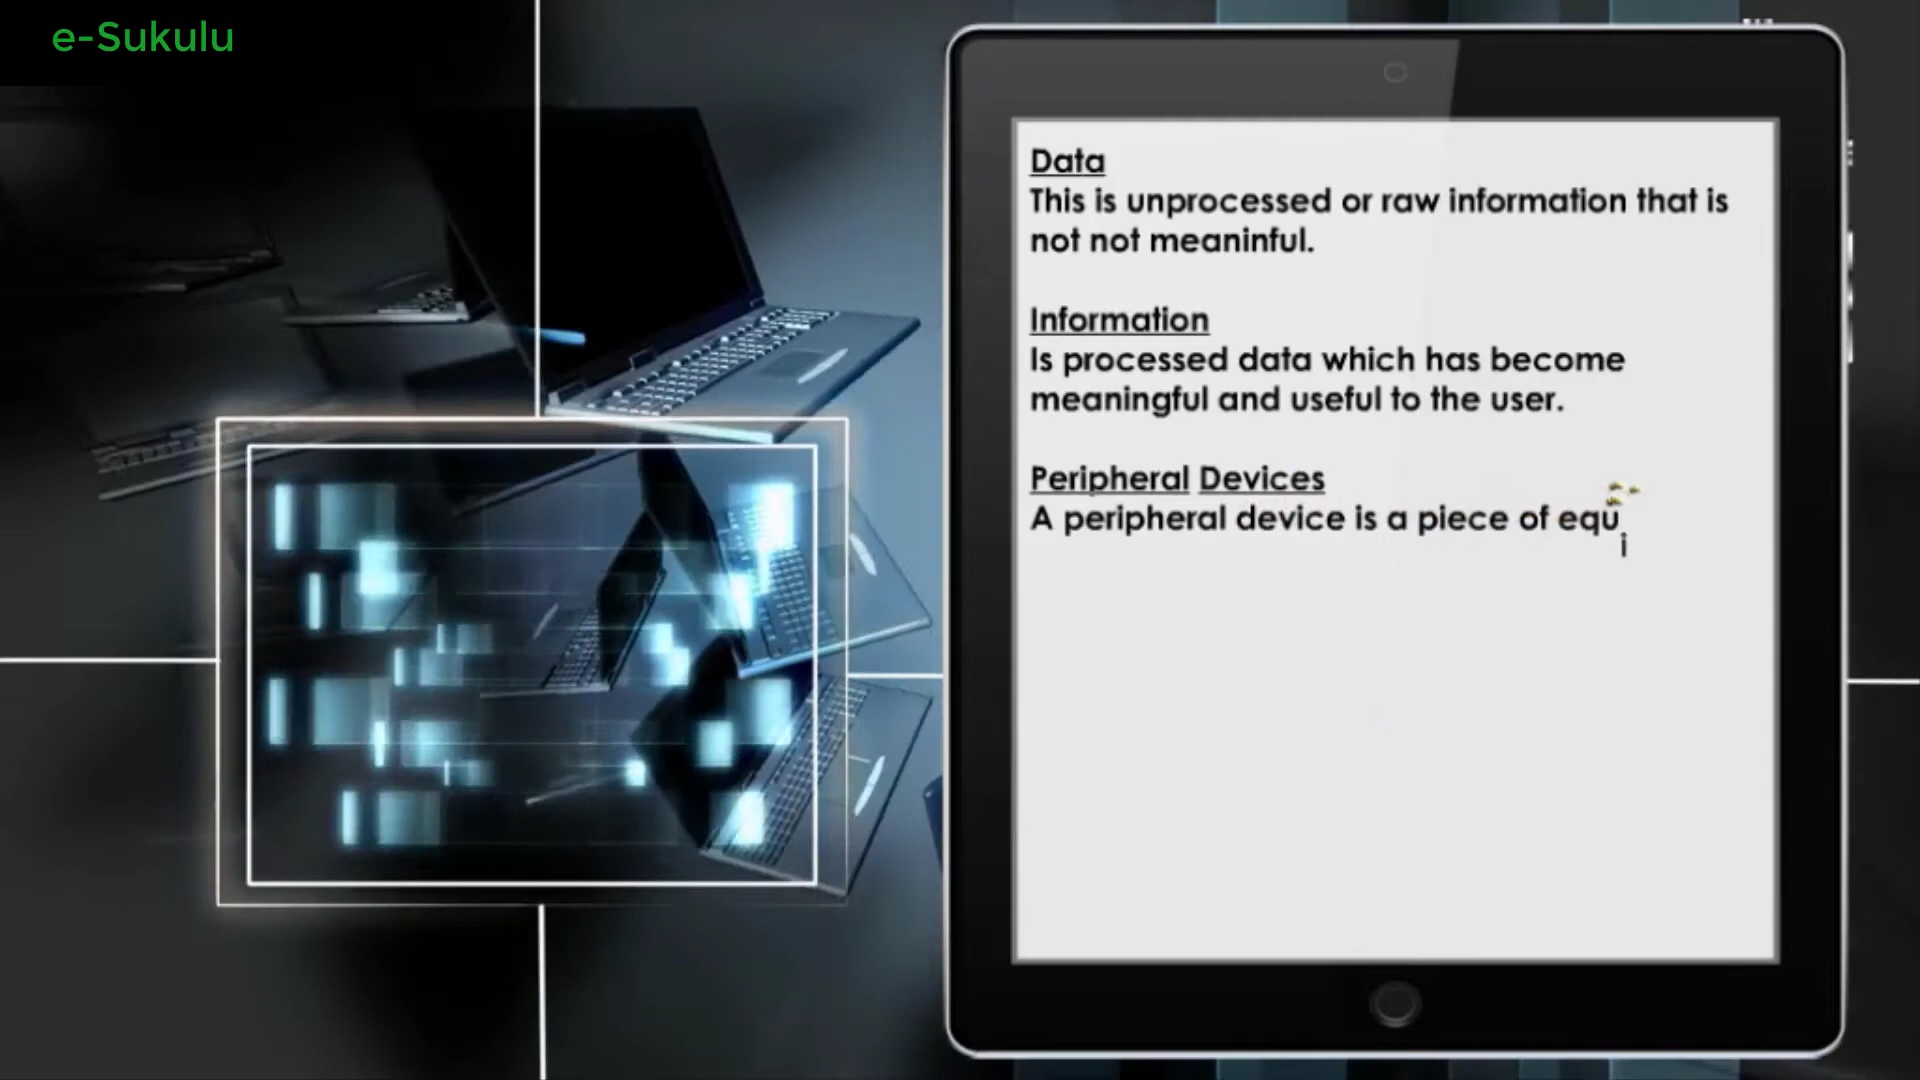 e-Sukulu
Data
This is unprocessed or raw information that is
not not meaninful.
Information
Is processed data which has become
meaningful and useful to the user.
Peripheral Devices
A peripheral device is a piece of equi